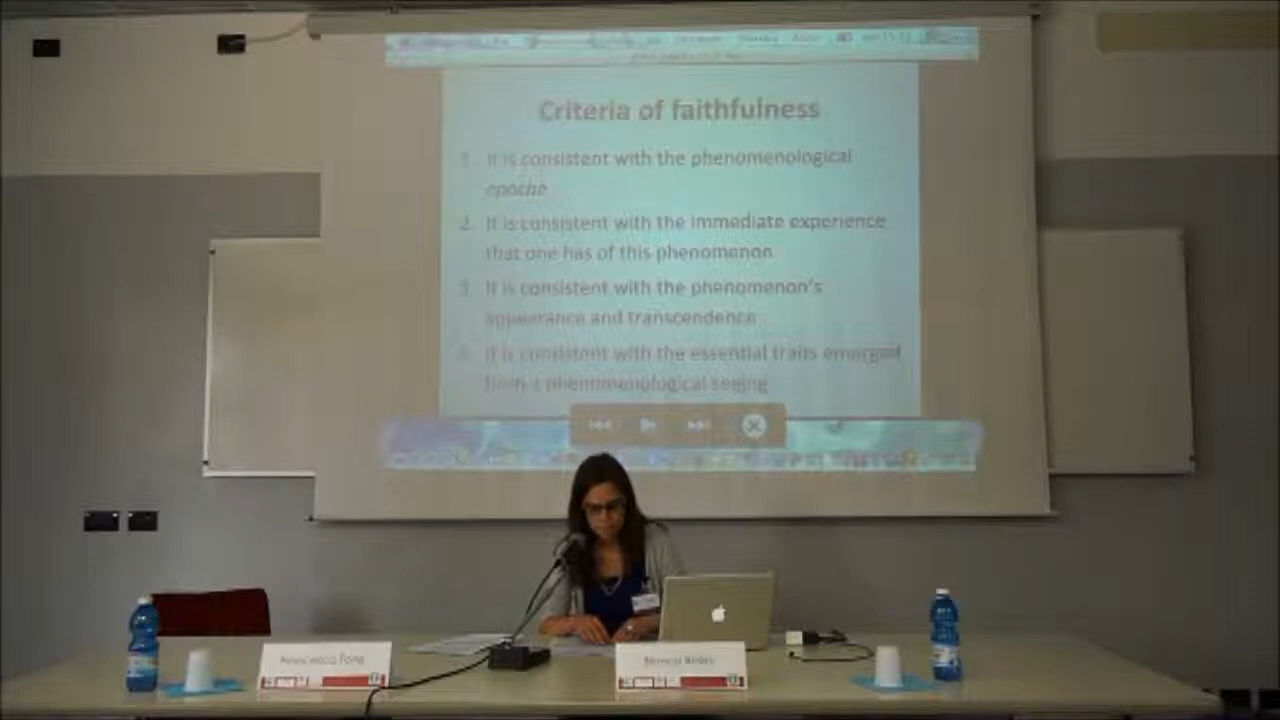 Criteria of faithfulness
1. It is consistent with the phenomenological
epoche
2. It is consistent with the immediate experience
that one has of this phenomenon
3. It is consistent with the phenomenon's
appearance and transcendence
It is consistent with the essential traits emerged
from a phenomenological seeing
Francesca Forlè